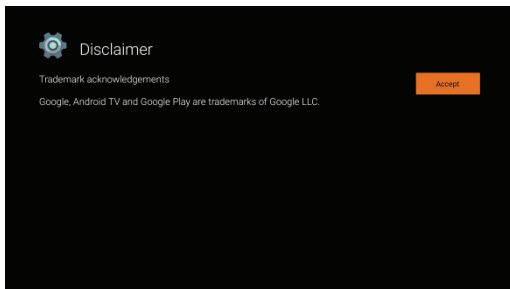 Disclaimer
Trademark acknowledgements
Accept
Google, Android TV and Google Play are trademarks of Google LLC.